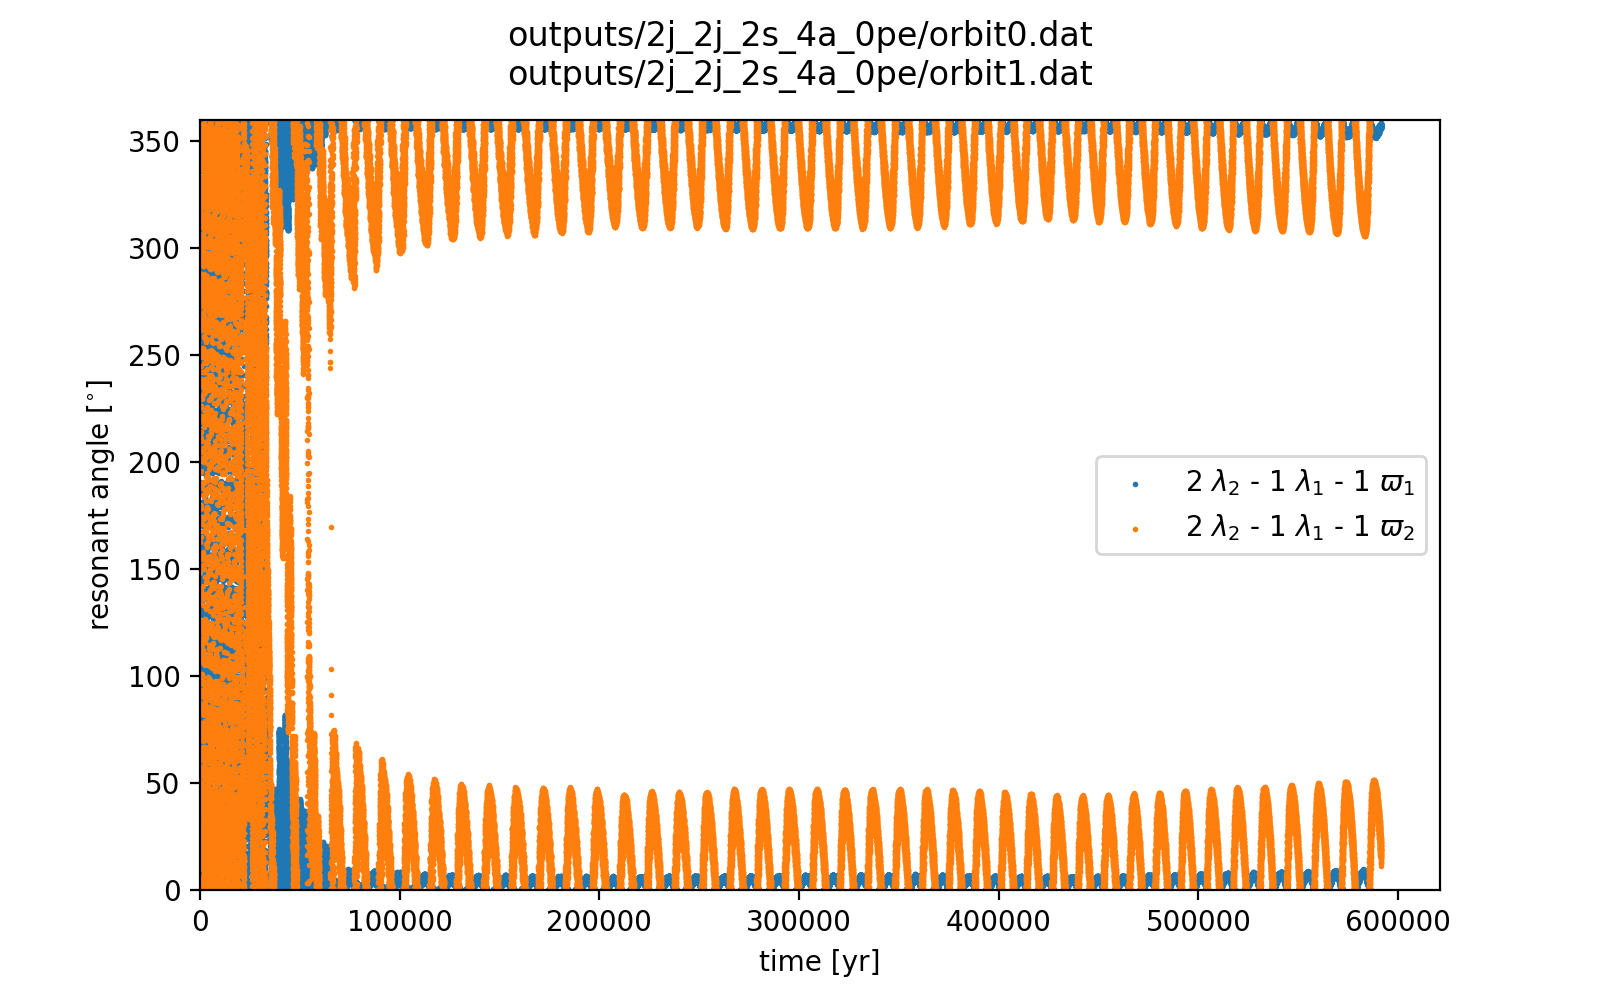 outputs/2j_2j_2s_4a_0pe/orbit0.dat
outputs/2j_2j_2s_4a_0pe/orbit1.dat
350
300
250
200
150
100
50
0
resonant angle [°]
2 λ₂ - 1 λ₁ - 1 ϖ₁
2 λ₂ - 1 λ₁ - 1 ϖ₂
0 100000 200000 300000 400000 500000 600000
time [yr]